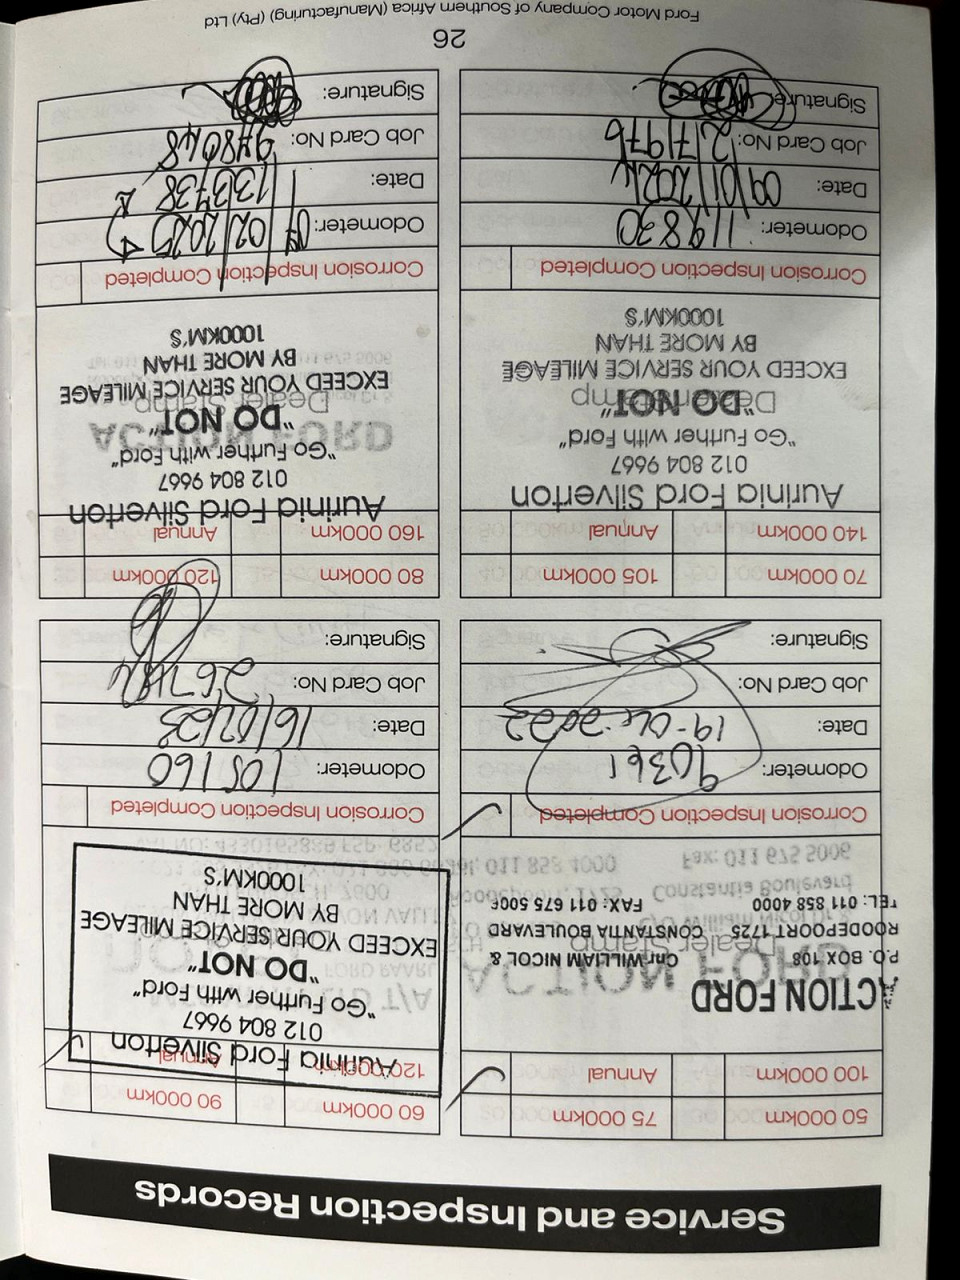 Service and Inspection Records
50 000km 75 000km
100 000km Annual
ACTION FORD
P.O. BOX 108 Cnr WILLIAM NICOL &
ROODEPOORT 1725 CONSTANTIA BOULEVARD
TEL: 011 858 4000 FAX: 011 675
Dealer Stamp
Corrosion Inspection Completed
Odometer: 90361
Date: 19-Dec-2022
Job Card No:
Signature:
60 000km 90 000km
120 000km Annual
Aurinia Ford Silverton
012 804 9667
"Go Further with Ford"
"DO NOT"
EXCEED YOUR SERVICE MILEAGE
BY MORE THAN
1000KM'S
Corrosion Inspection Completed
Odometer: 105160
Date: 16/07/23
Job Card No:
Signature:
70 000km 105 000km
140 000km Annual
Aurinia Ford Silverton
012 804 9667
"Go Further with Ford"
Dealer Stamp
"DO NOT"
EXCEED YOUR SERVICE MILEAGE
BY MORE THAN
1000KM'S
Corrosion Inspection Completed
Odometer: 119830
Date: 09/01/2024
Job Card No:
Signature:
80 000km 120 000km
160 000km Annual
Aurinia Ford Silverton
012 804 9667
"Go Further with Ford"
"DO NOT"
Dealer Stamp
EXCEED YOUR SERVICE MILEAGE
BY MORE THAN
1000KM'S
Corrosion Inspection Completed
Odometer: 07/02/2025
Date: 133738
Job Card No: 978048
Signature:
26
Ford Motor Company of Southern Africa (Manufacturing) (Pty) Ltd